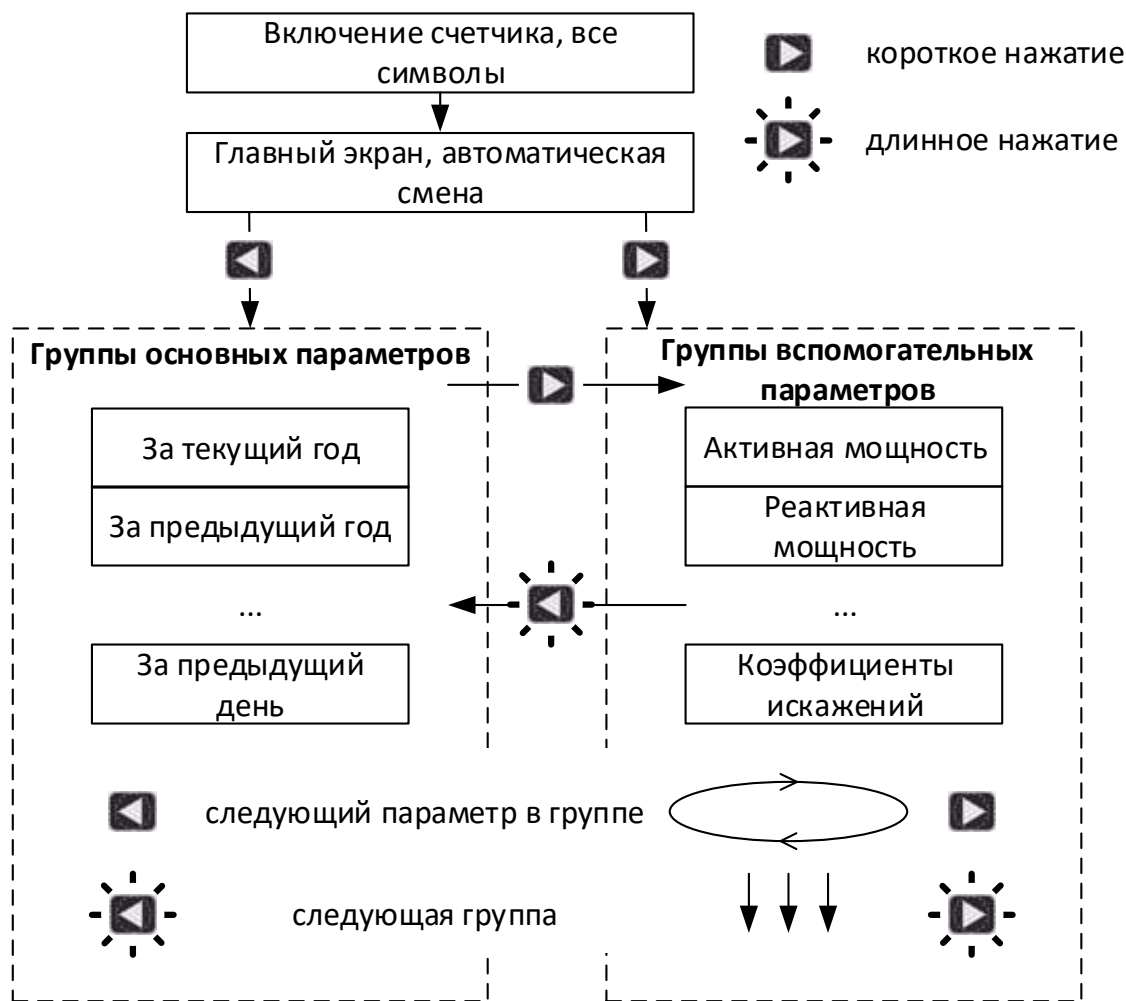 Включение счетчика, все
символы
короткое нажатие
длинное нажатие
Главный экран, автоматическая
смена
Группы основных параметров
Группы вспомогательных
параметров
За текущий год
Активная мощность
За предыдущий год
Реактивная
мощность
...
...
За предыдущий
день
Коэффициенты
искажений
следующий параметр в группе
следующая группа